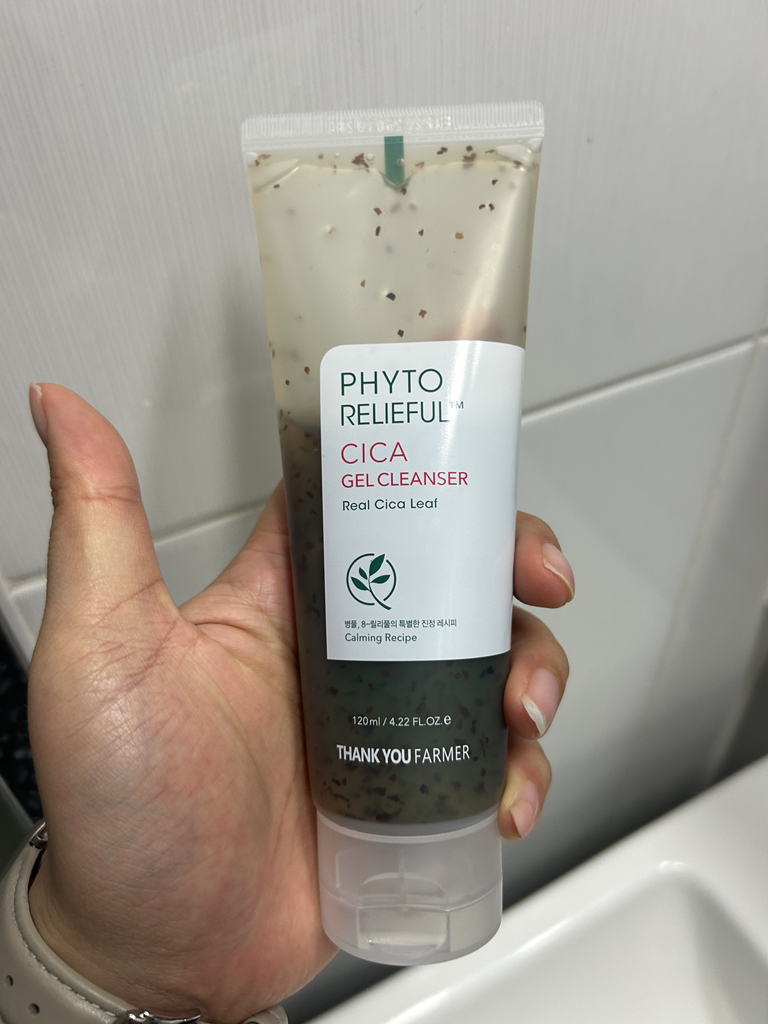 PHYTO
RELIEFUL™
CICA
GEL CLEANSER
Real Cica Leaf
병풀, 8-릴리풀의 특별한 진정 레시피
Calming Recipe
120ml / 4.22 FL.OZ.e
THANK YOU FARMER